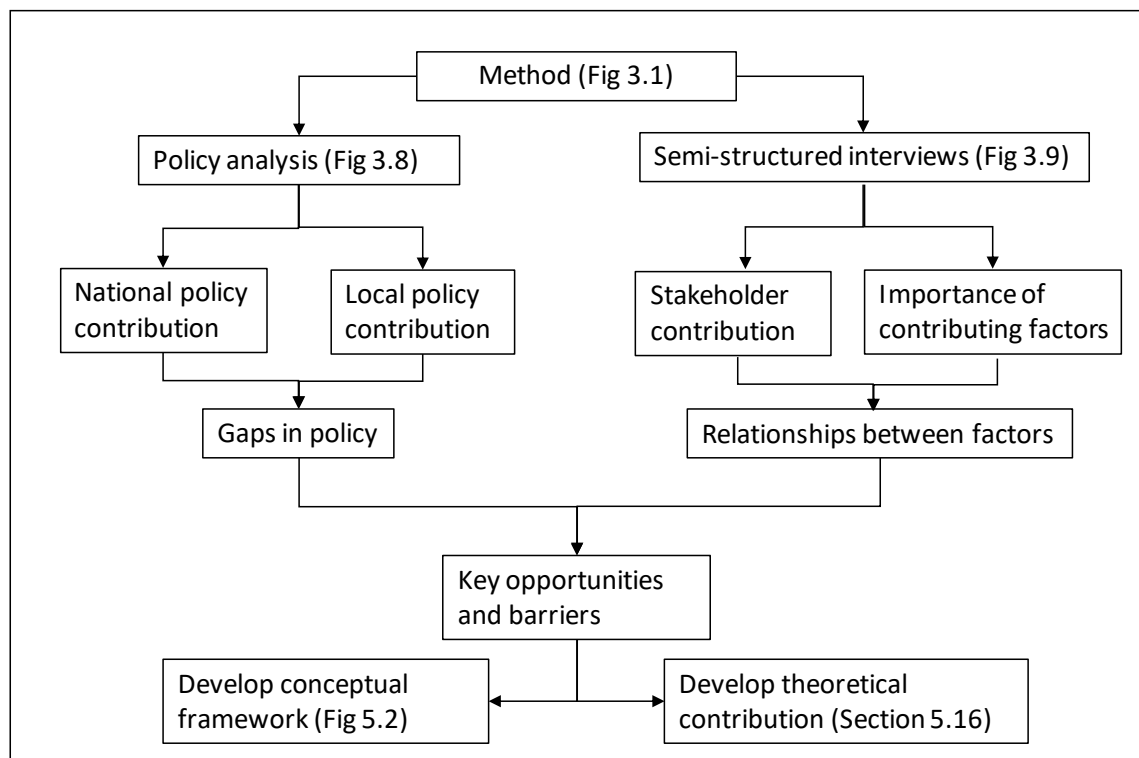 Method (Fig 3.1)
Policy analysis (Fig 3.8)
Semi-structured interviews (Fig 3.9)
National policy
contribution
Local policy
contribution
Stakeholder
contribution
Importance of
contributing factors
Gaps in policy
Relationships between factors
Key opportunities
and barriers
Develop conceptual
framework (Fig 5.2)
Develop theoretical
contribution (Section 5.16)